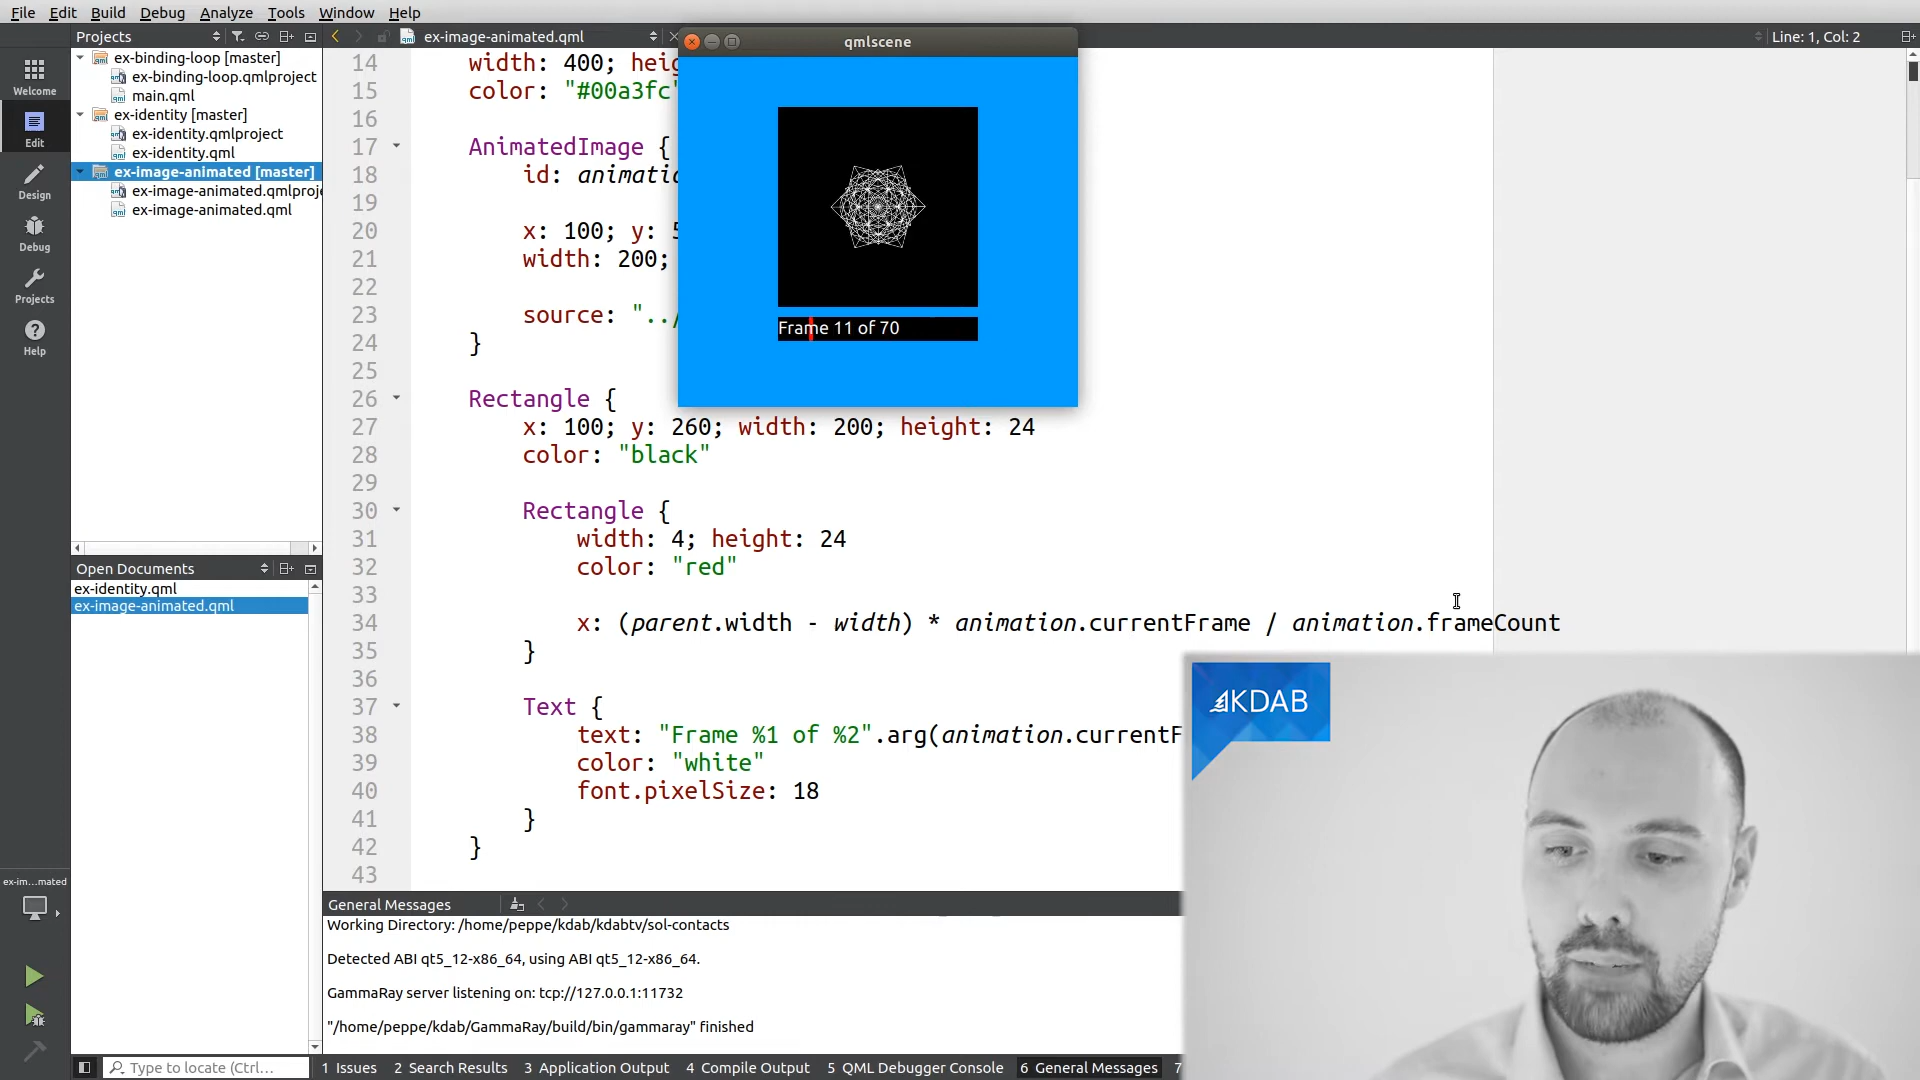 File Edit Build Debug Analyze Tools Window Help
Projects
ex-image-animated.qml
qmlscene
Line: 1, Col: 2
Welcome
Edit
Design
Debug
Projects
Help
ex-binding-loop [master]
ex-binding-loop.qmlproject
main.qml
ex-identity [master]
ex-identity.qmlproject
ex-identity.qml
ex-image-animated [master]
ex-image-animated.qmlproje
ex-image-animated.qml
Open Documents
ex-identity.qml
ex-image-animated.qml
14 width: 400; heig
15 color: "#00a3fc"
16
17 AnimatedImage {
18 id: animatio
19
20 x: 100; y: 5
21 width: 200;
22
23 source: "../
24 }
25
26 Rectangle {
27 x: 100; y: 260; width: 200; height: 24
28 color: "black"
29
30 Rectangle {
31 width: 4; height: 24
32 color: "red"
33
34 x: (parent.width - width) * animation.currentFrame / animation.frameCount
35 }
36
37 Text {
38 text: "Frame %1 of %2".arg(animation.currentF
39 color: "white"
40 font.pixelSize: 18
41 }
42 }
43
Frame 11 of 70
KDAB
General Messages
Working Directory: /home/peppe/kdab/kdabtv/sol-contacts
Detected ABI qt5_12-x86_64, using ABI qt5_12-x86_64.
GammaRay server listening on: tcp://127.0.0.1:11732
"/home/peppe/kdab/GammaRay/build/bin/gammaray" finished
ex-im...mated
Type to locate (Ctrl...
1 Issues 2 Search Results 3 Application Output 4 Compile Output 5 QML Debugger Console 6 General Messages 7